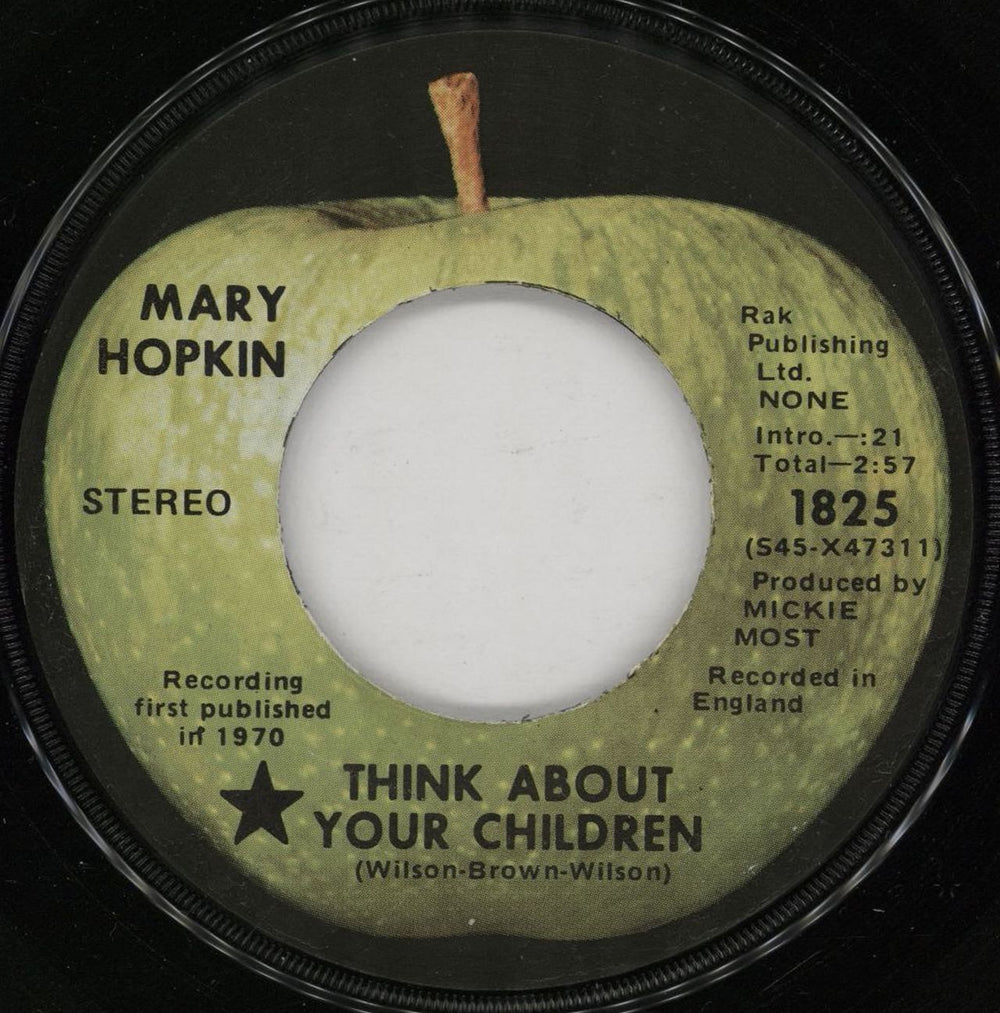 MARY
HOPKIN
STEREO
Rak
Publishing
Ltd.
NONE
Intro.—:21
Total—2:57
1825
(S45-X47311)
Produced by
MICKIE
MOST
Recorded in
England
Recording
first published
in 1970
THINK ABOUT
YOUR CHILDREN
(Wilson-Brown-Wilson)